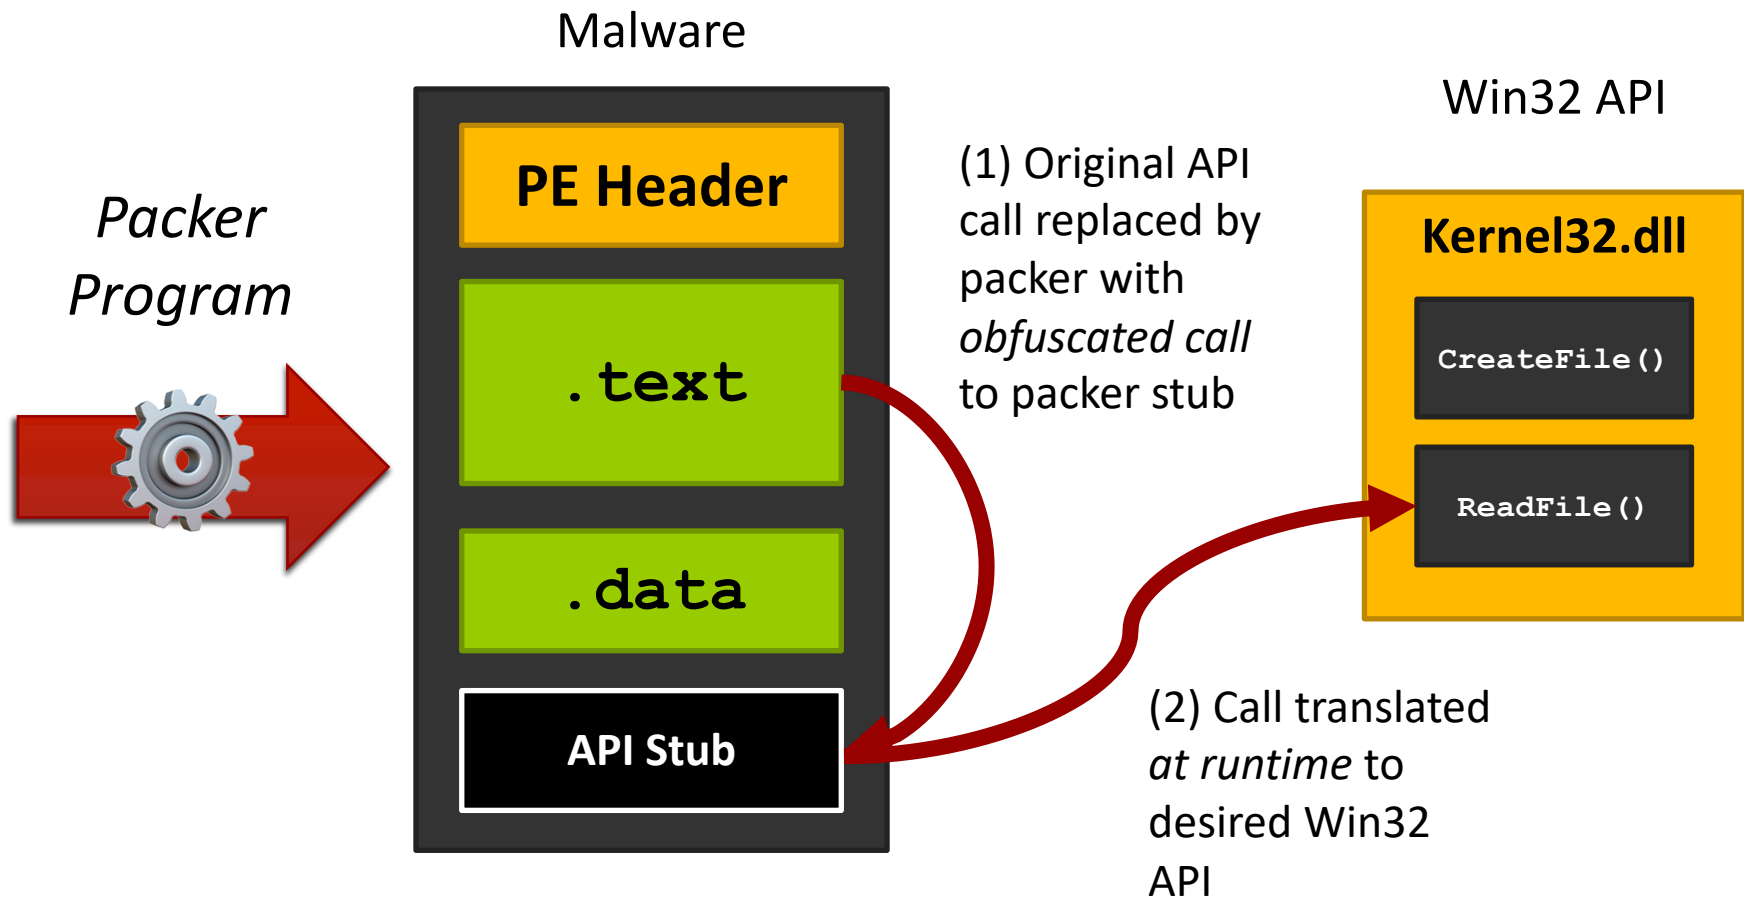 Malware
Packer
Program
PE Header
.text
.data
API Stub
(1) Original API
call replaced by
packer with
obfuscated call
to packer stub
Win32 API
Kernel32.dll
CreateFile()
ReadFile()
(2) Call translated
at runtime to
desired Win32
API